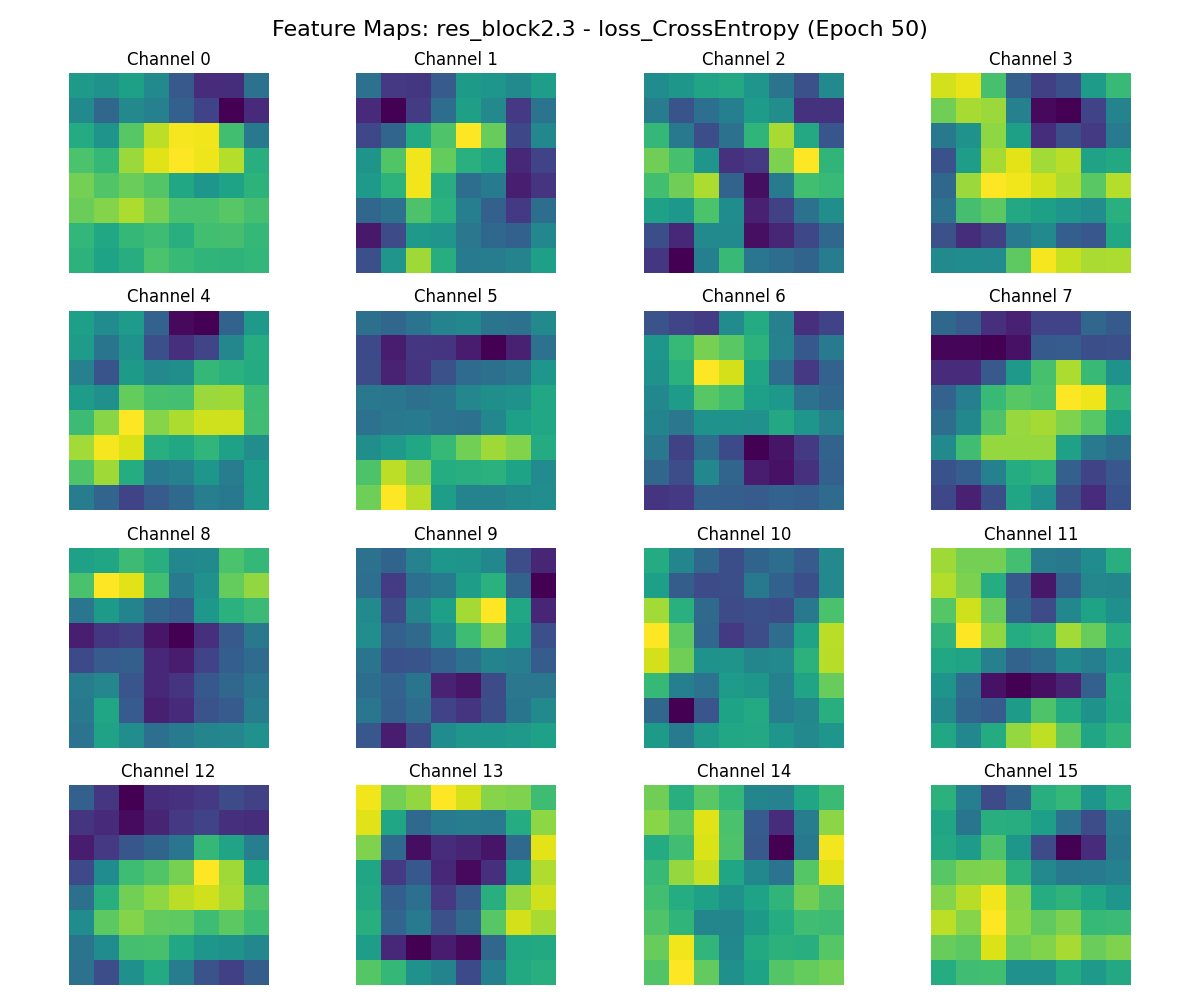 Feature Maps: res_block2.3 - loss_CrossEntropy (Epoch 50)
Channel 0
Channel 1
Channel 2
Channel 3
Channel 4
Channel 5
Channel 6
Channel 7
Channel 8
Channel 9
Channel 10
Channel 11
Channel 12
Channel 13
Channel 14
Channel 15